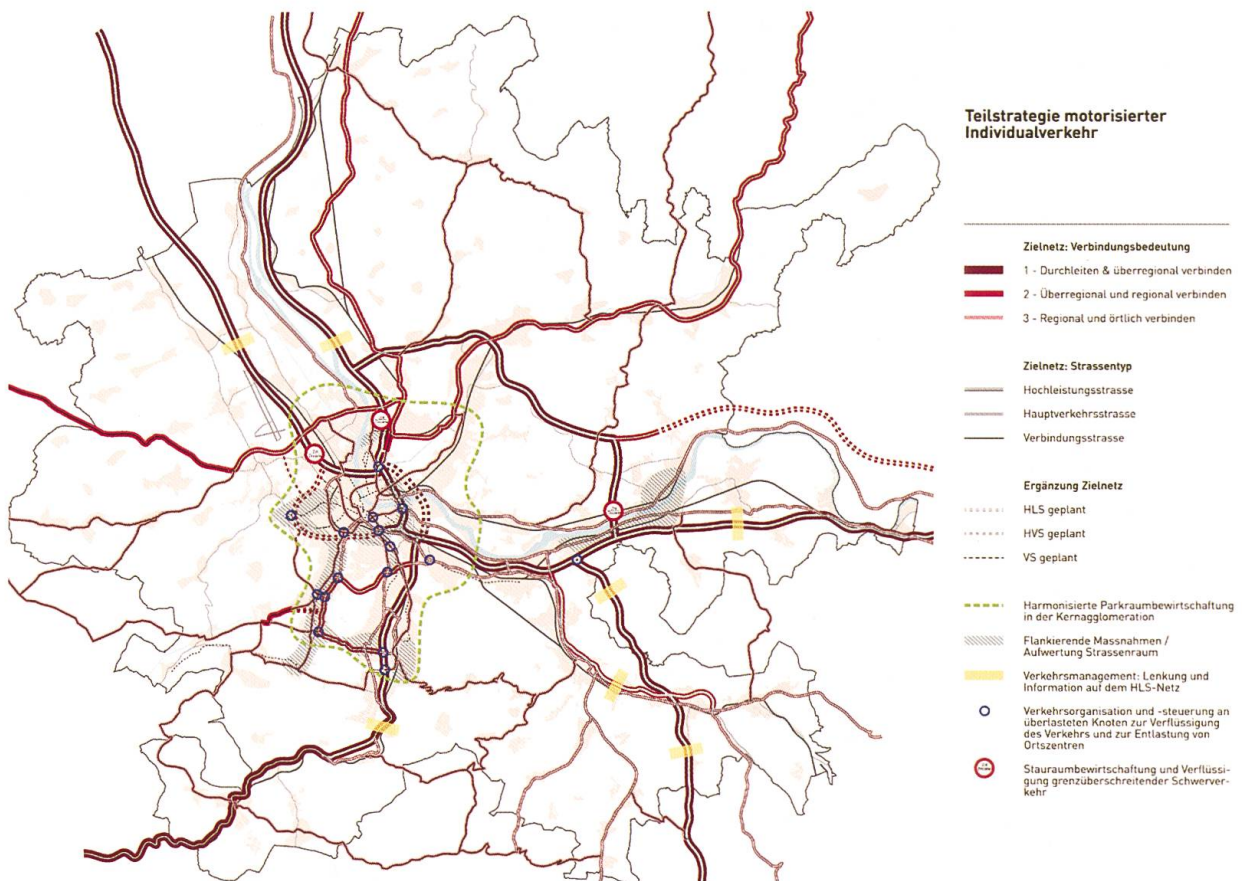 Teilstrategie motorisierter
Individualverkehr
Zielnetz: Verbindungsbedeutung
1 - Durchleiten & überregional verbinden
2 - Überregional und regional verbinden
3 - Regional und örtlich verbinden
Zielnetz: Strassentyp
Hochleistungsstrasse
Hauptverkehrsstrasse
Verbindungsstrasse
Ergänzung Zielnetz
HLS geplant
HVS geplant
VS geplant
Harmonisierte Parkraumbewirtschaftung
in der Kernagglomeration
Flankierende Massnahmen /
Aufwertung Strassenraum
Verkehrsmanagement: Lenkung und
Information auf dem HLS-Netz
Verkehrsorganisation und -steuerung an
überlasteten Knoten zur Verflüssigung
des Verkehrs und zur Entlastung von
Ortszentren
Stauraumbewirtschaftung und Verflüssi-
gung grenzüberschreitender Schwerver-
kehr